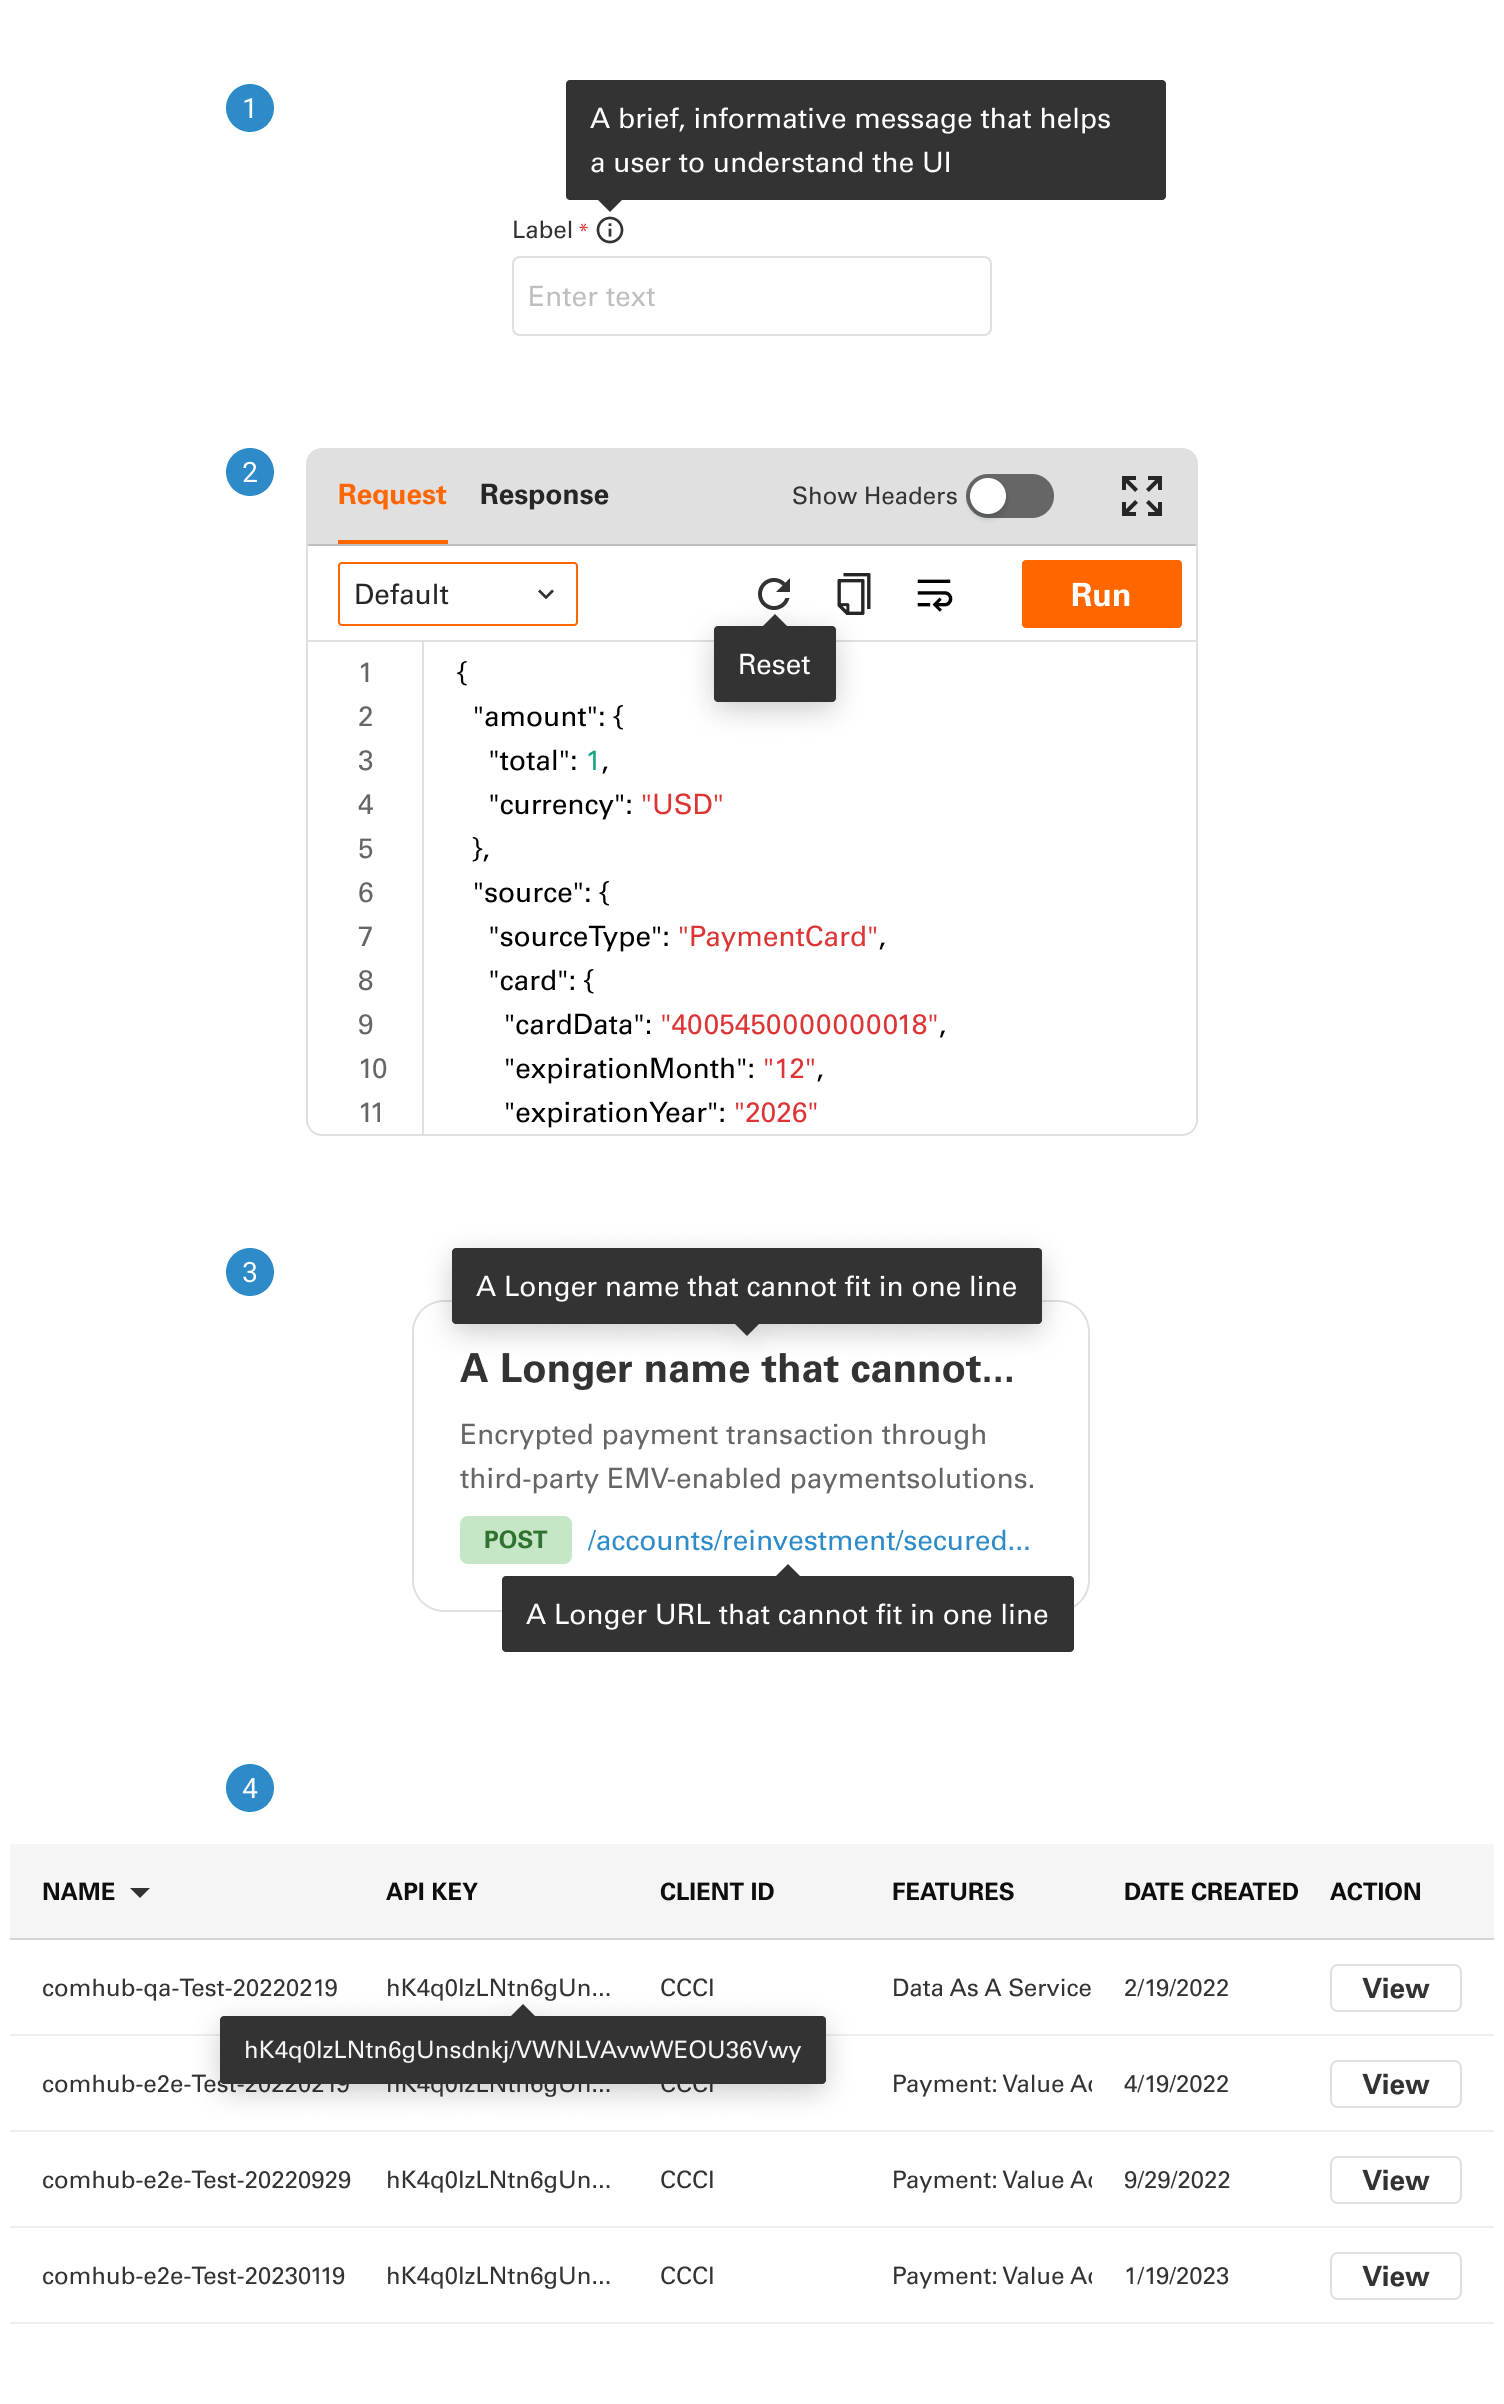 1
A brief, informative message that helps
a user to understand the UI
Label *
Enter text
2
Request Response Show Headers
Default Run
Reset
1 {
2 "amount": {
3 "total": 1,
4 "currency": "USD"
5 },
6 "source": {
7 "sourceType": "PaymentCard",
8 "card": {
9 "cardData": "4005450000000018",
10 "expirationMonth": "12",
11 "expirationYear": "2026"
3
A Longer name that cannot fit in one line
A Longer name that cannot...
Encrypted payment transaction through
third-party EMV-enabled paymentsolutions.
POST /accounts/reinvestment/secured...
A Longer URL that cannot fit in one line
4
NAME API KEY CLIENT ID FEATURES DATE CREATED ACTION
comhub-qa-Test-20220219 hK4q0IzLNtn6gUn... CCCI Data As A Service 2/19/2022 View
hK4q0IzLNtn6gUnsdnkj/VWNLVAvwWEOU36Vwy
comhub-e2e-Test-20220219 hK4q0IzLNtn6gUn... CCCI Payment: Value 4/19/2022 View
comhub-e2e-Test-20220929 hK4q0IzLNtn6gUn... CCCI Payment: Value 9/29/2022 View
comhub-e2e-Test-20230119 hK4q0IzLNtn6gUn... CCCI Payment: Value 1/19/2023 View